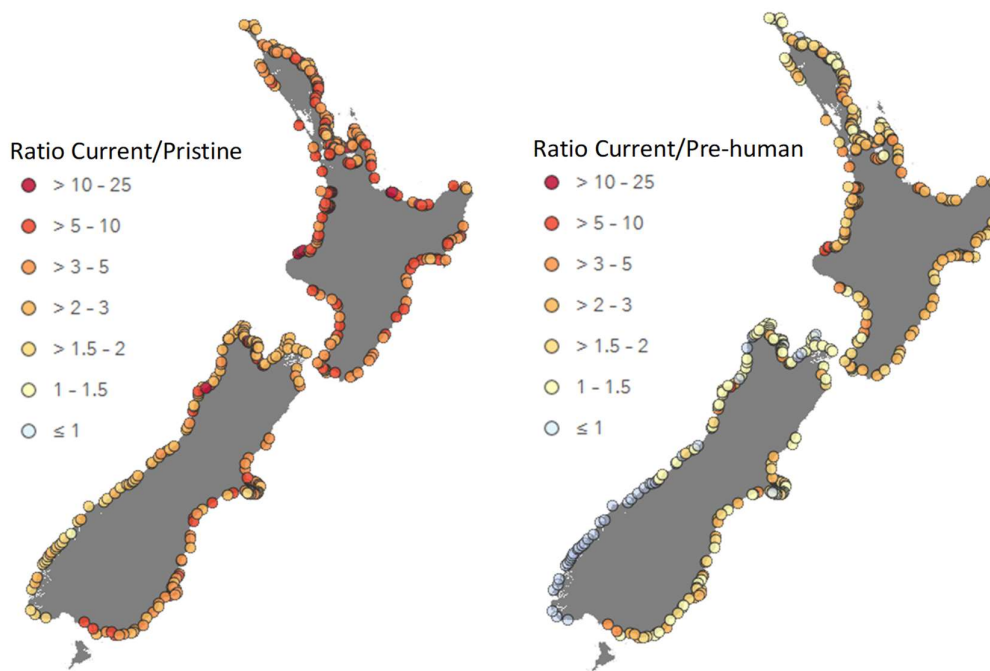 Ratio Current/Pristine
> 10 - 25
> 5 - 10
> 3 - 5
> 2 - 3
> 1.5 - 2
1 - 1.5
≤ 1
Ratio Current/Pre-human
> 10 - 25
> 5 - 10
> 3 - 5
> 2 - 3
> 1.5 - 2
1 - 1.5
≤ 1